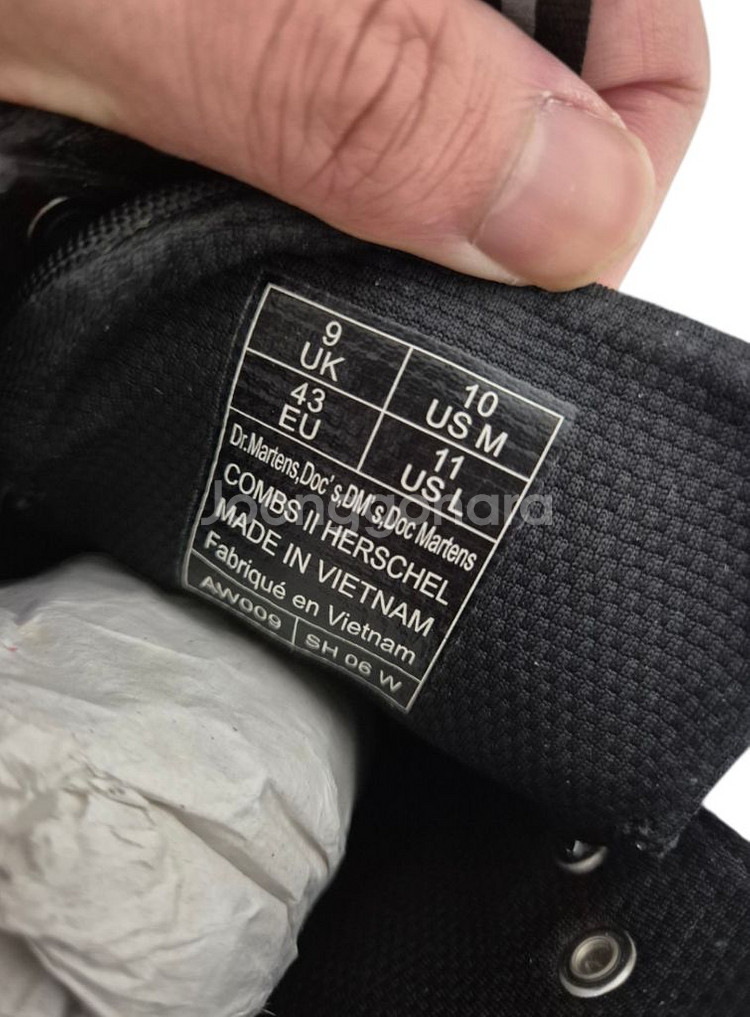 9
UK
10
US M
43
EU
11
US L
Dr.Martens,Doc's,DM's,Doc Martens
COMBS II HERSCHEL
MADE IN VIETNAM
Fabriqué en Vietnam
AW009
SH 06 W
Joonggonara